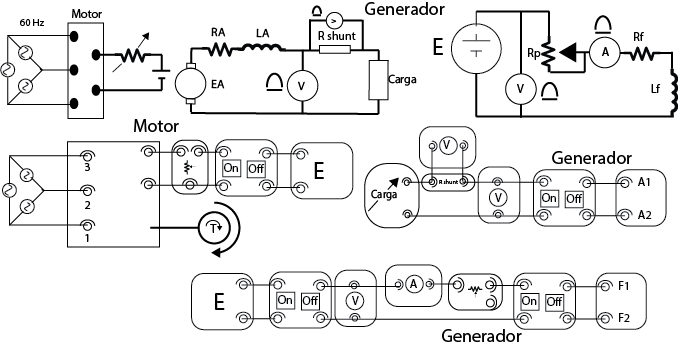 60 Hz
Motor
RA
LA
EA
>
R shunt
V
Generador
Carga
E
V
Rp
A
Rf
Lf
Motor
3
2
1
On
Off
E
T
V
Carga
R shunt
V
Generador
On
Off
A1
A2
E
On
Off
V
A
On
Off
F1
F2
Generador